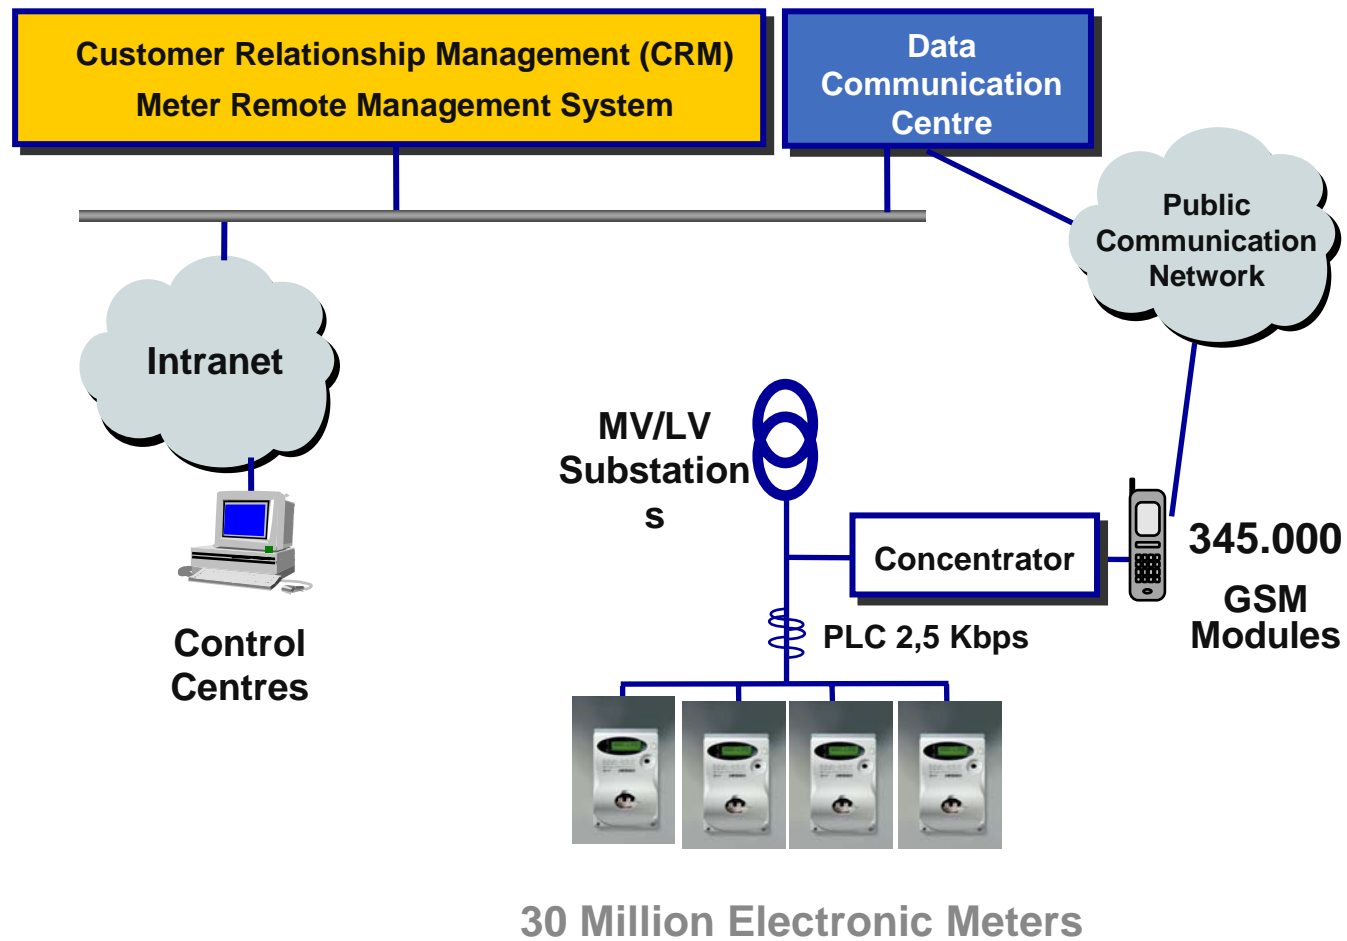 Customer Relationship Management (CRM)
Meter Remote Management System
Data
Communication
Centre
Public
Communication
Network
Intranet
MV/LV
Substation
s
Concentrator
345.000
GSM
Modules
PLC 2,5 Kbps
Control
Centres
30 Million Electronic Meters